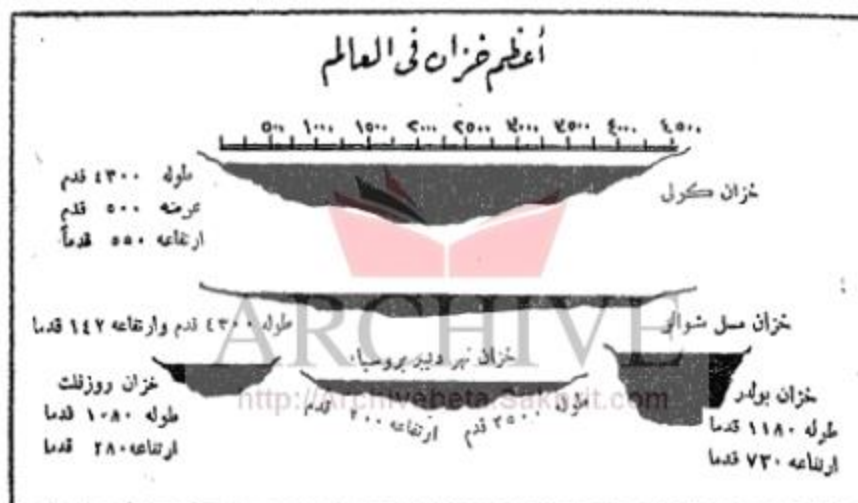 أعظم خزان فى العالم
٥٠٠ ١٠٠٠ ١٥٠٠ ٢٠٠٠ ٢٥٠٠ ٣٠٠٠ ٣٥٠٠ ٤٠٠٠ ٤٥٠٠
خزان كولى
طوله ٤٣٠٠ قدم
عرضه ٥٠٠ قدم
ارتفاعه ٥٥٠ قدماً
خزان مسل شوالز
طوله ٤٣٠٠ قدم وارتفاعه ١٤٢ قدما
خزان نهر دنيبر بروسيا
طوله ٢٥٠٠ قدم
ارتفاعه ٢٠٠ قدم
خزان بولدر
طوله ١١٨٠ قدما
ارتفاعه ٧٣٠ قدما
خزان روزفلت
طوله ١٠٨٠ قدما
ارتفاعه ٢٨٠ قدما
ARCHIVE
http://Archivebeta.Sakhrit.com